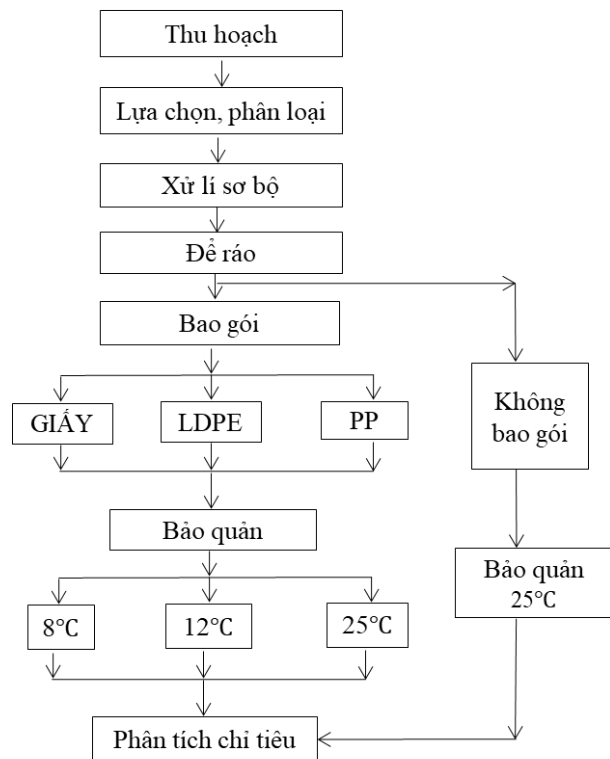 Thu hoạch
Lựa chọn, phân loại
Xử lí sơ bộ
Để ráo
Bao gói
GIẤY
LDPE
PP
Không
bao gói
Bảo quản
Bảo quản
25°C
8°C
12°C
25°C
Phân tích chỉ tiêu